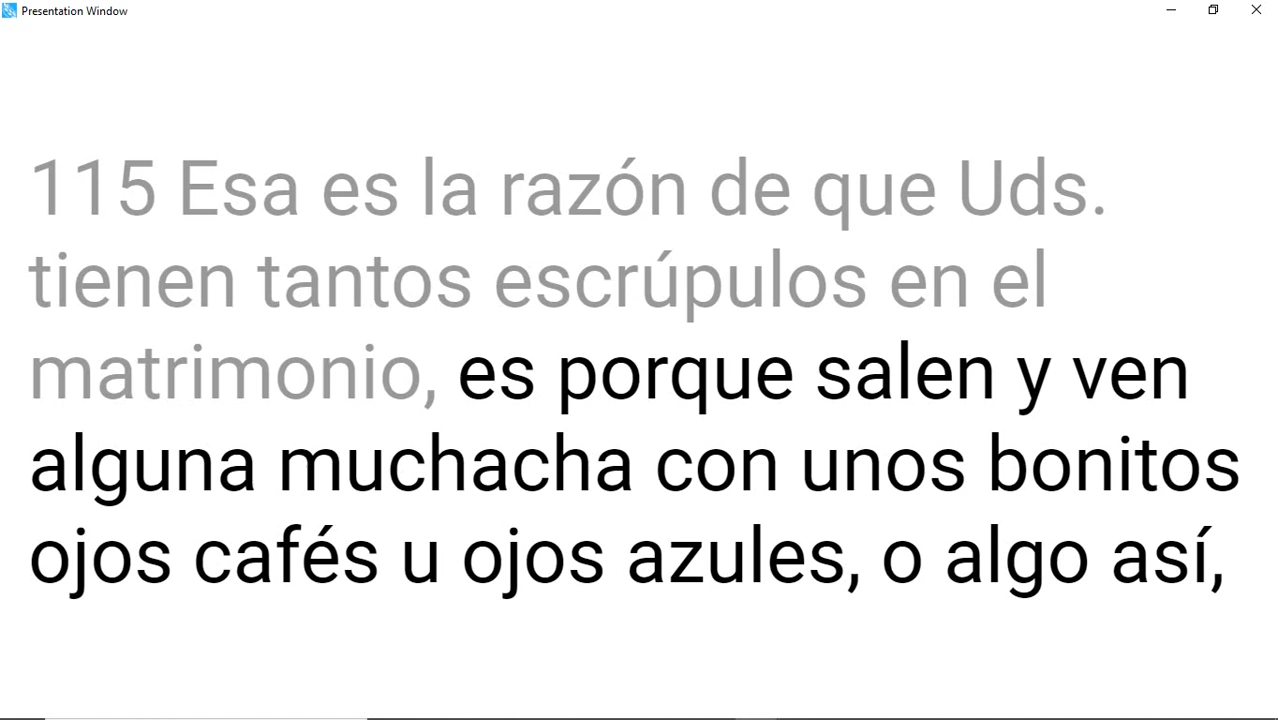 Presentation Window
115 Esa es la razón de que Uds.
tienen tantos escrúpulos en el
matrimonio, es porque salen y ven
alguna muchacha con unos bonitos
ojos cafés u ojos azules, o algo así,